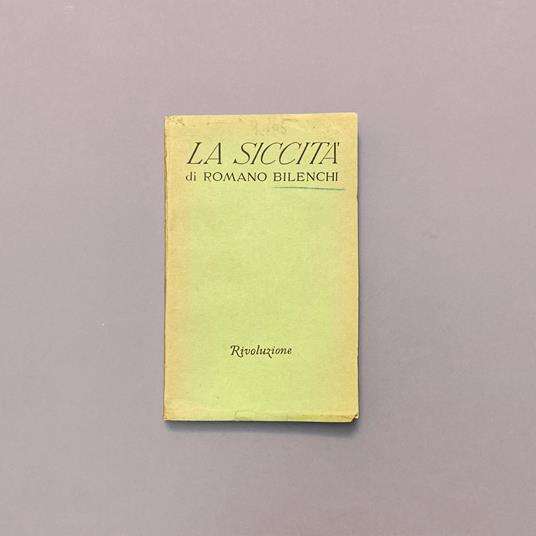 LA SICCITÀ
di ROMANO BILENCHI
Rivoluzione